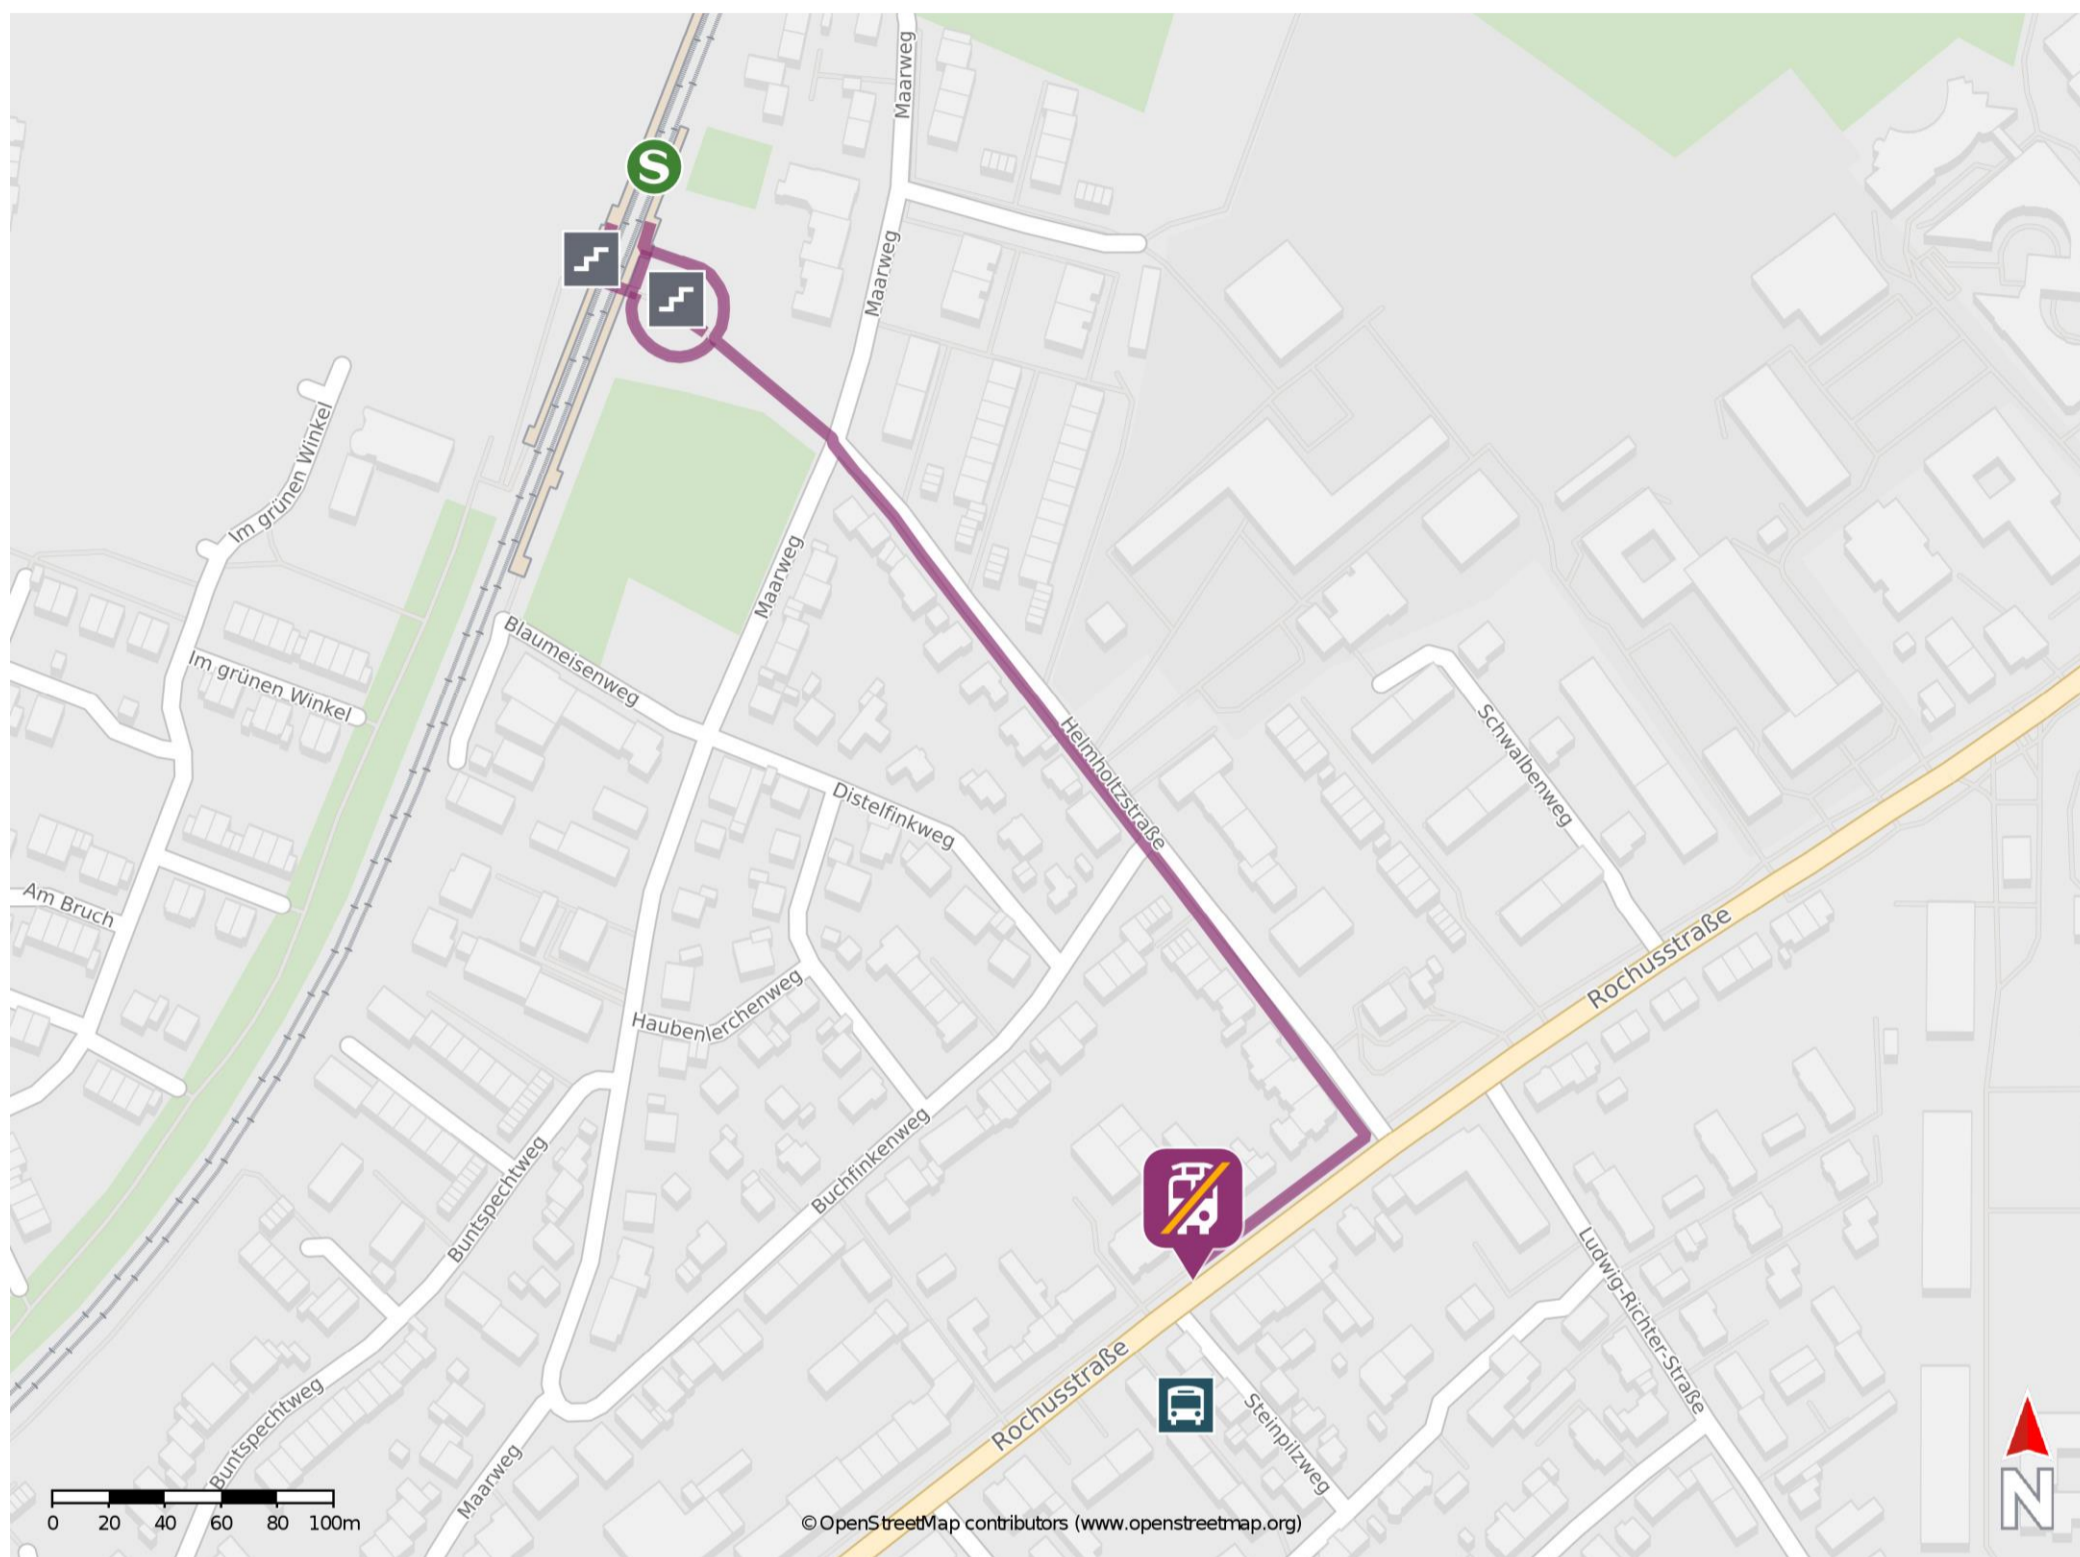 Maarweg
S
Maarweg
Im grünen Winkel
Maarweg
Blaumeisenweg
Im grünen Winkel
Helmholtzstraße
Schwalbenweg
Distelfinkweg
Am Bruch
Rochusstraße
Haubenlerchenweg
Buchfinkenweg
Buntspechtweg
Ludwig-Richter-Straße
Rochusstraße
Steinpilzweg
Buntspechtweg
Maarweg
N
0 20 40 60 80 100m
© OpenStreetMap contributors (www.openstreetmap.org)